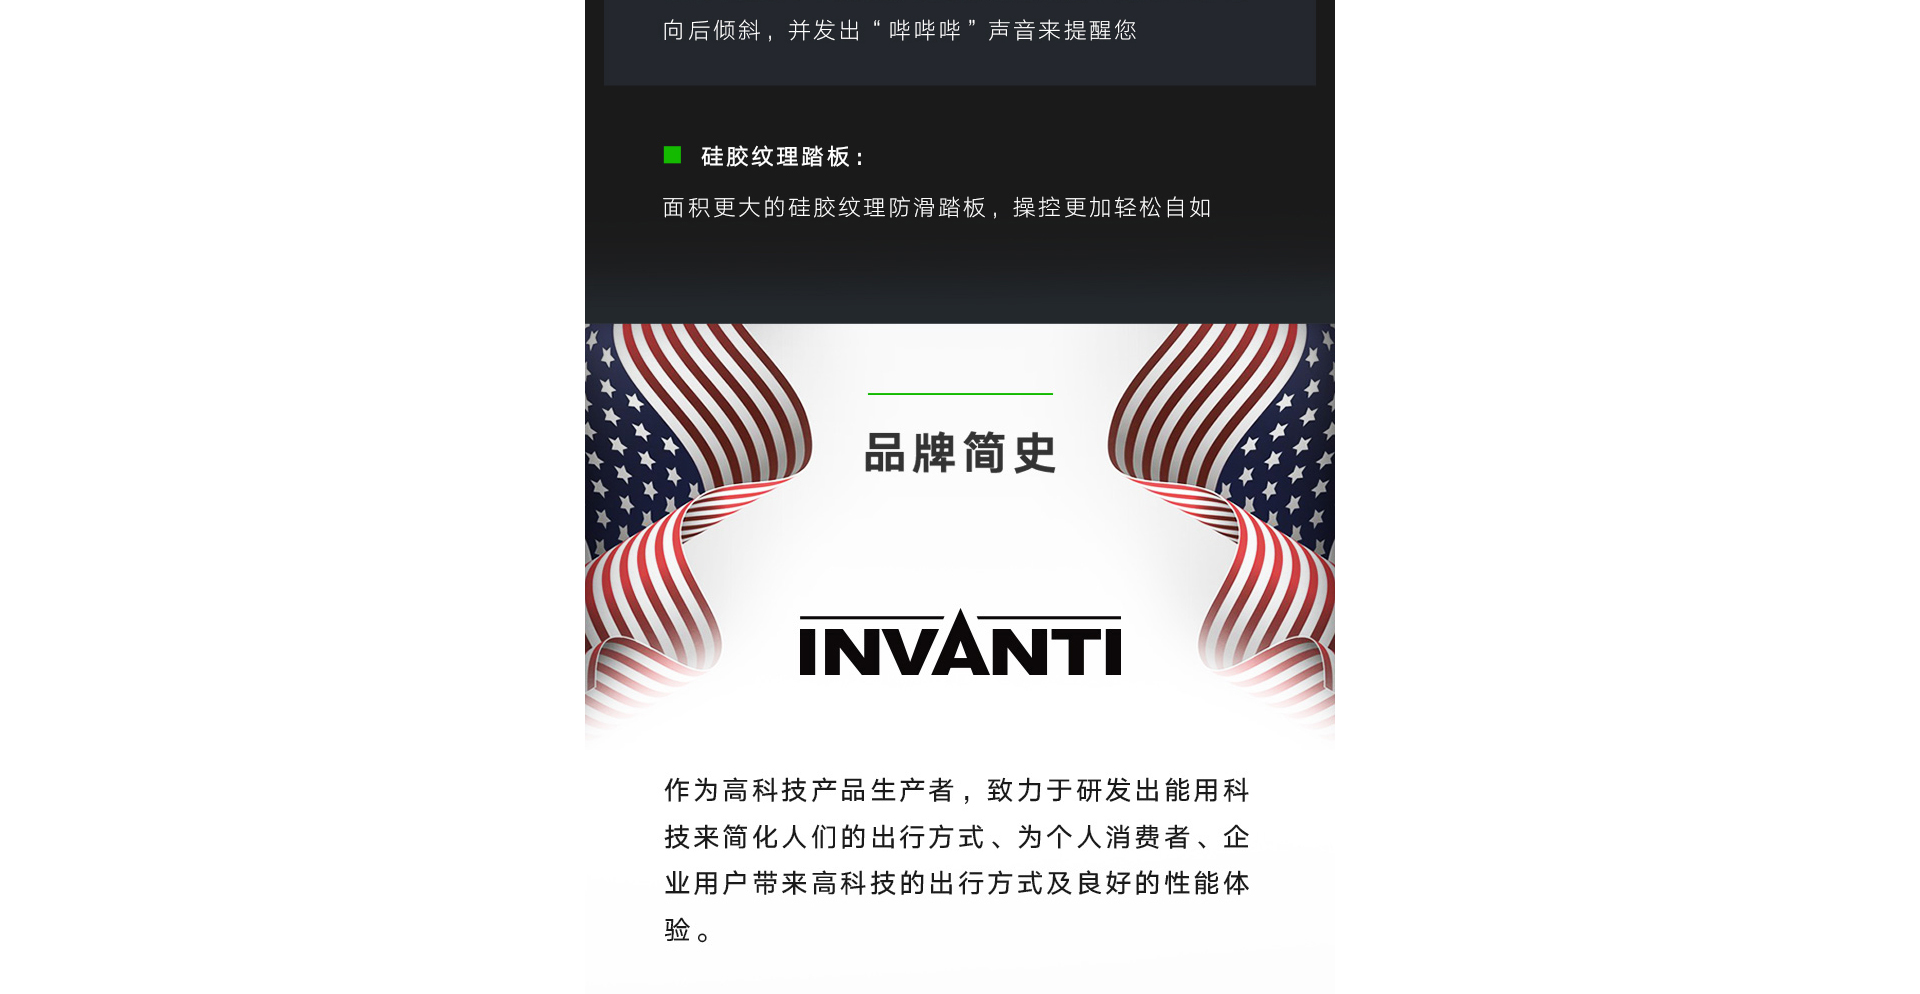 向后倾斜，并发出“哔哔哔”声音来提醒您
硅胶纹理踏板：
面积更大的硅胶纹理防滑踏板，操控更加轻松自如
品牌简史
INVANTI
作为高科技产品生产者，致力于研发出能用科
技来简化人们的出行方式、为个人消费者、企
业用户带来高科技的出行方式及良好的性能体
验。